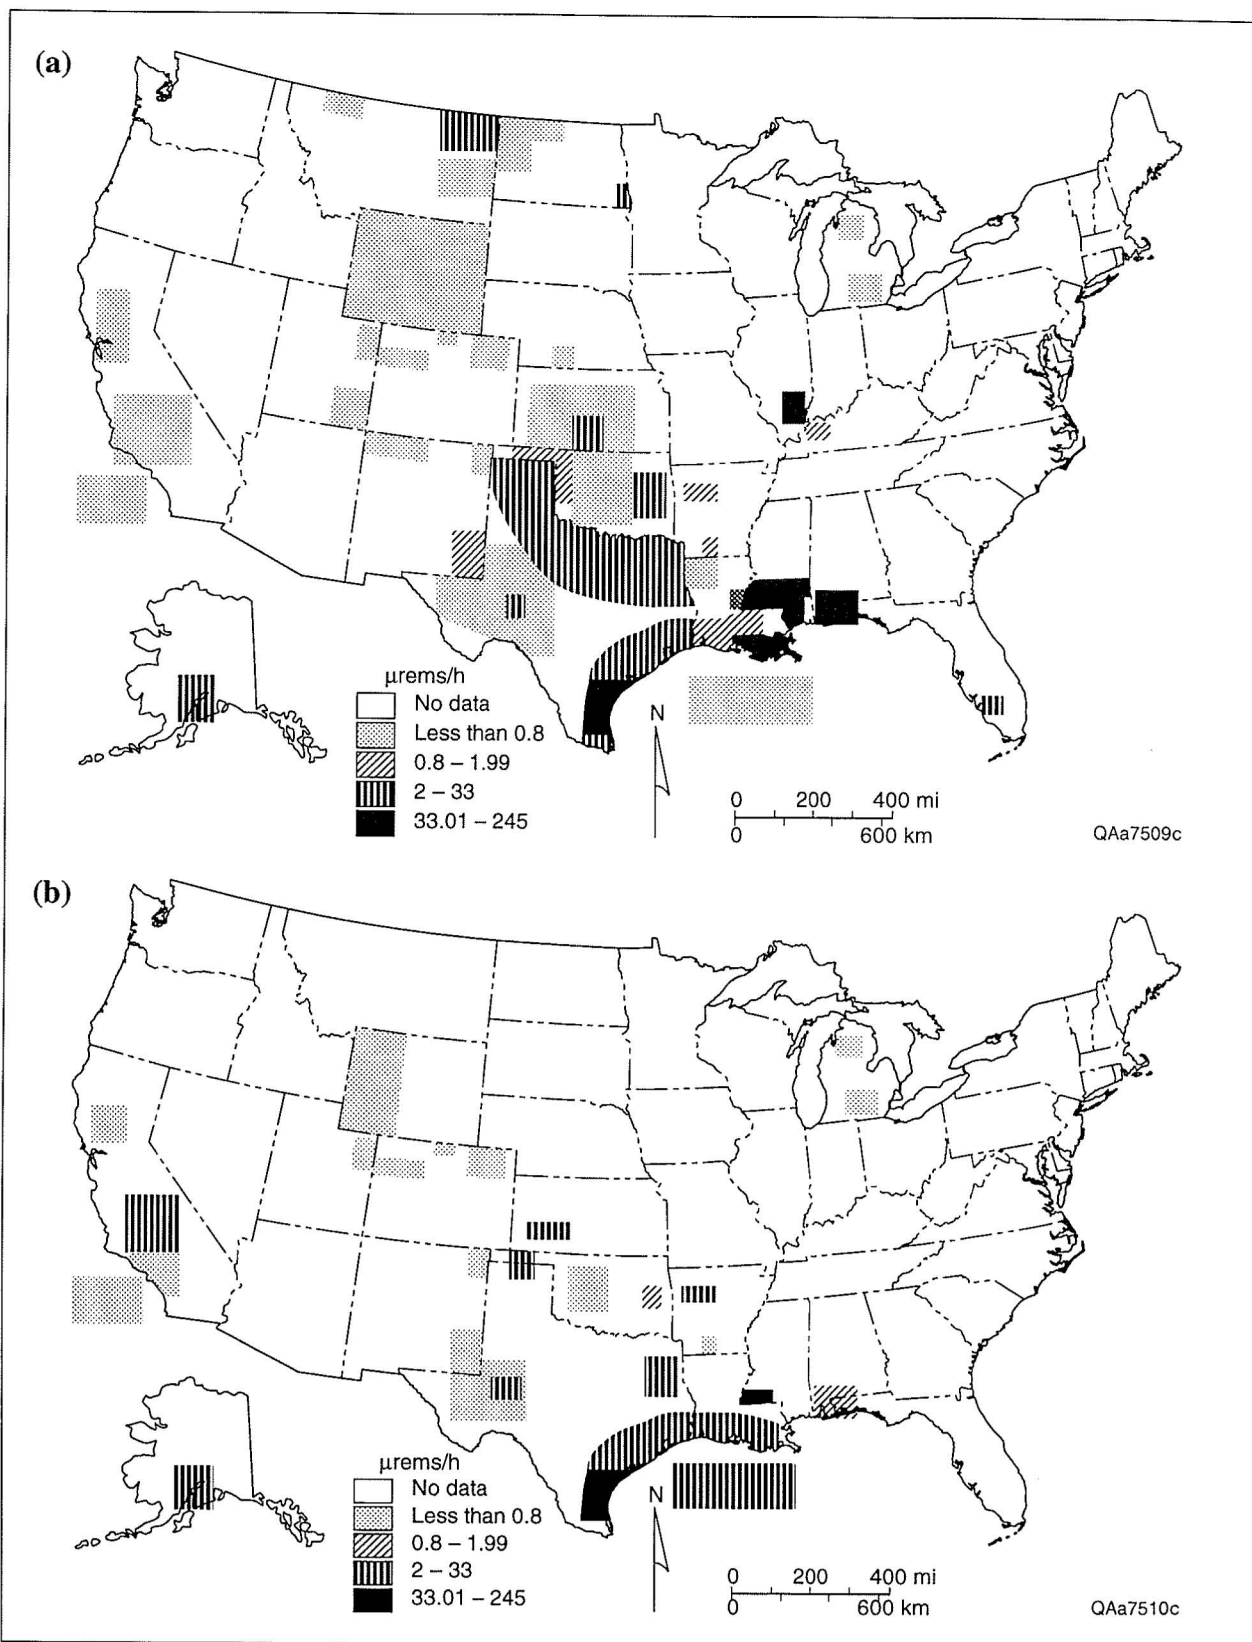 (a)
μrems/h
No data
Less than 0.8
0.8 – 1.99
2 – 33
33.01 – 245
N
0 200 400 mi
0 600 km
QAa7509c
(b)
μrems/h
No data
Less than 0.8
0.8 – 1.99
2 – 33
33.01 – 245
N
0 200 400 mi
0 600 km
QAa7510c